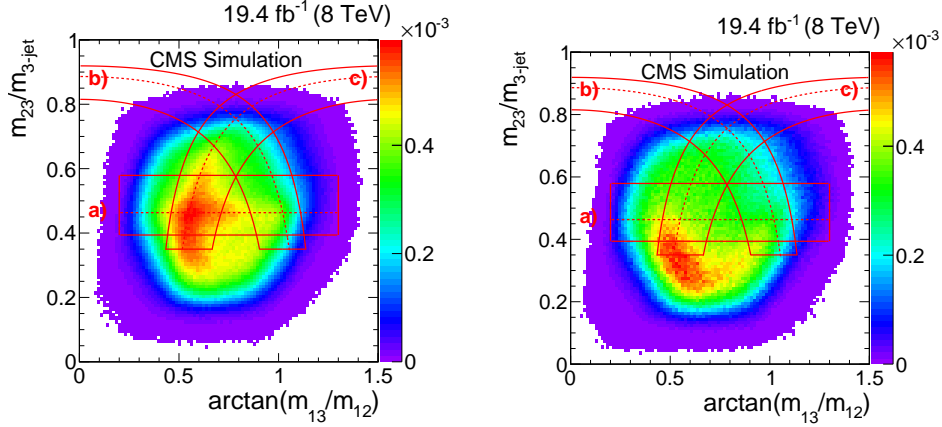 19.4 fb⁻¹ (8 TeV)
×10⁻³
CMS Simulation
b)
c)
a)
m₂₃/m₃₋ⱼₑₜ
1
0.8
0.6
0.4
0.2
0
0
0.5
1
1.5
arctan(m₁₃/m₁₂)
0.4
0.2
0
19.4 fb⁻¹ (8 TeV)
×10⁻³
CMS Simulation
b)
c)
a)
m₂₃/m₃₋ⱼₑₜ
1
0.8
0.6
0.4
0.2
0
0
0.5
1
1.5
arctan(m₁₃/m₁₂)
0.4
0.2
0